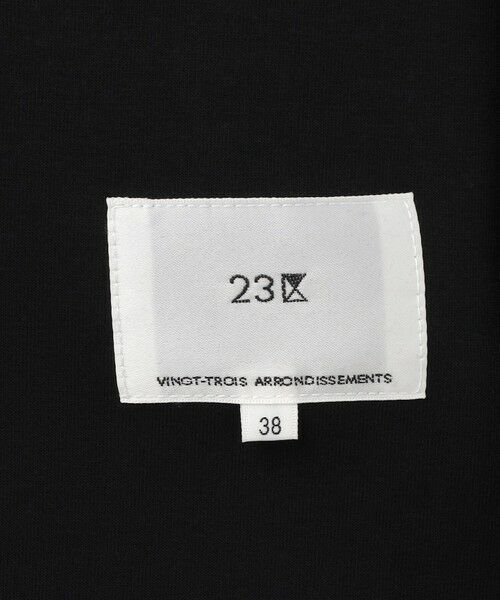 23区
VINGT-TROIS ARRONDISSEMENTS
38